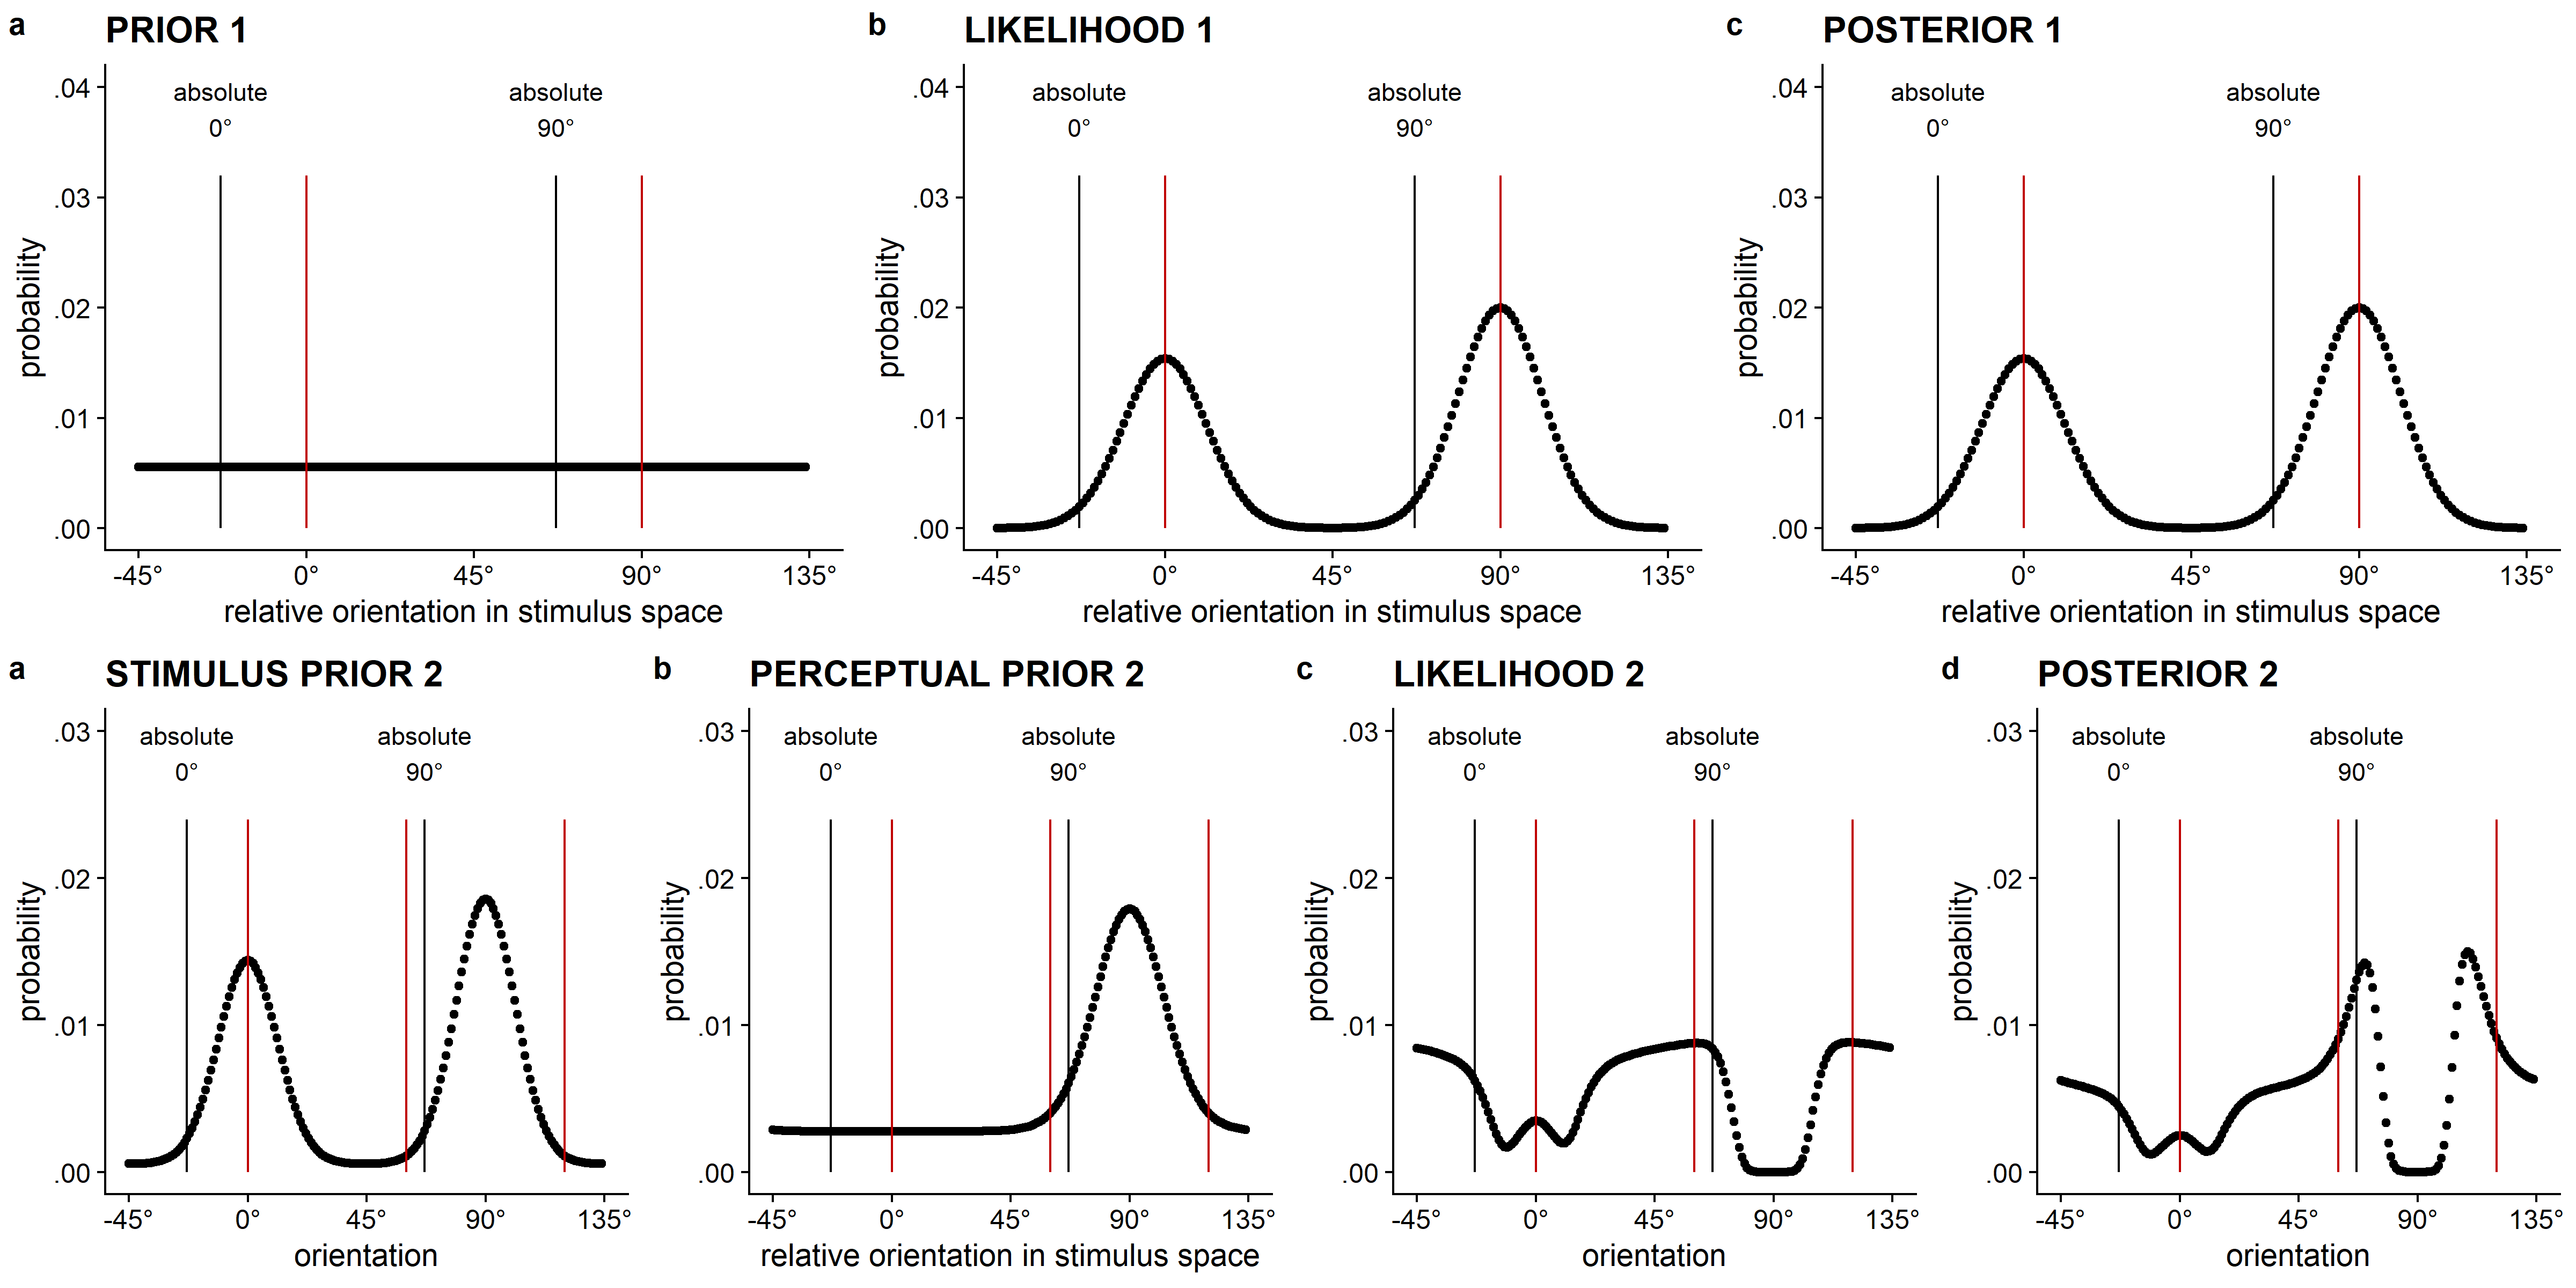 a PRIOR 1
absolute 0°
absolute 90°
.04
.03
.02
.01
.00
probability
-45° 0° 45° 90° 135°
relative orientation in stimulus space
b LIKELIHOOD 1
absolute 0°
absolute 90°
.04
.03
.02
.01
.00
probability
-45° 0° 45° 90° 135°
relative orientation in stimulus space
c POSTERIOR 1
absolute 0°
absolute 90°
.04
.03
.02
.01
.00
probability
-45° 0° 45° 90° 135°
relative orientation in stimulus space
a STIMULUS PRIOR 2
absolute 0°
absolute 90°
.03
.02
.01
.00
probability
-45° 0° 45° 90° 135°
orientation
b PERCEPTUAL PRIOR 2
absolute 0°
absolute 90°
.03
.02
.01
.00
probability
-45° 0° 45° 90° 135°
relative orientation in stimulus space
c LIKELIHOOD 2
absolute 0°
absolute 90°
.03
.02
.01
.00
probability
-45° 0° 45° 90° 135°
orientation
d POSTERIOR 2
absolute 0°
absolute 90°
.03
.02
.01
.00
probability
-45° 0° 45° 90° 135°
orientation